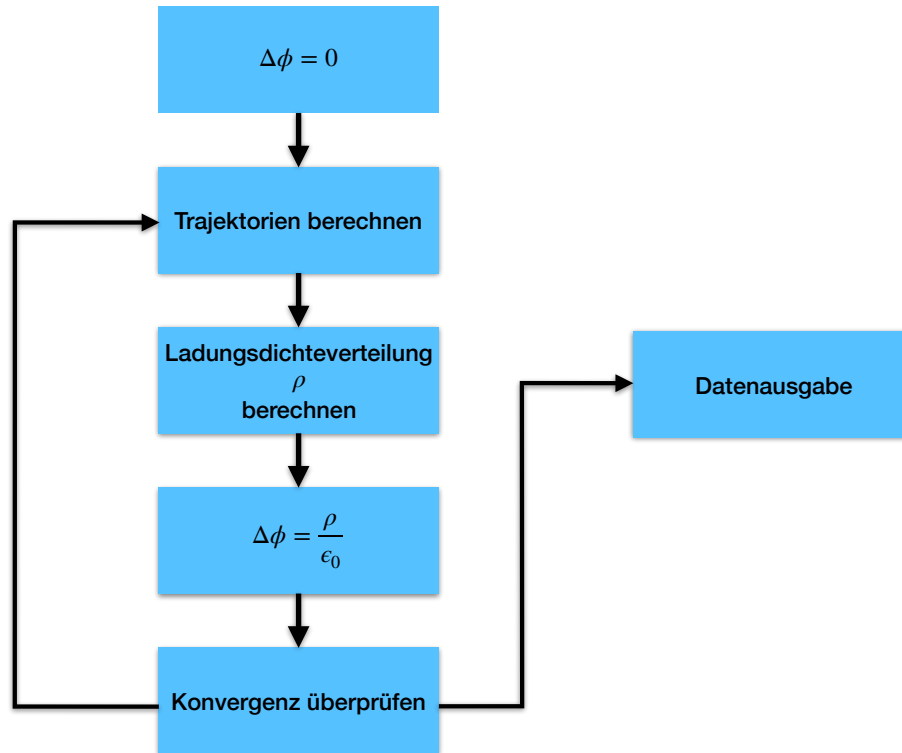 Δϕ = 0
Trajektorien berechnen
Ladungsdichteverteilung
ρ
berechnen
Datenausgabe
Δϕ = ρ/ϵ₀
Konvergenz überprüfen